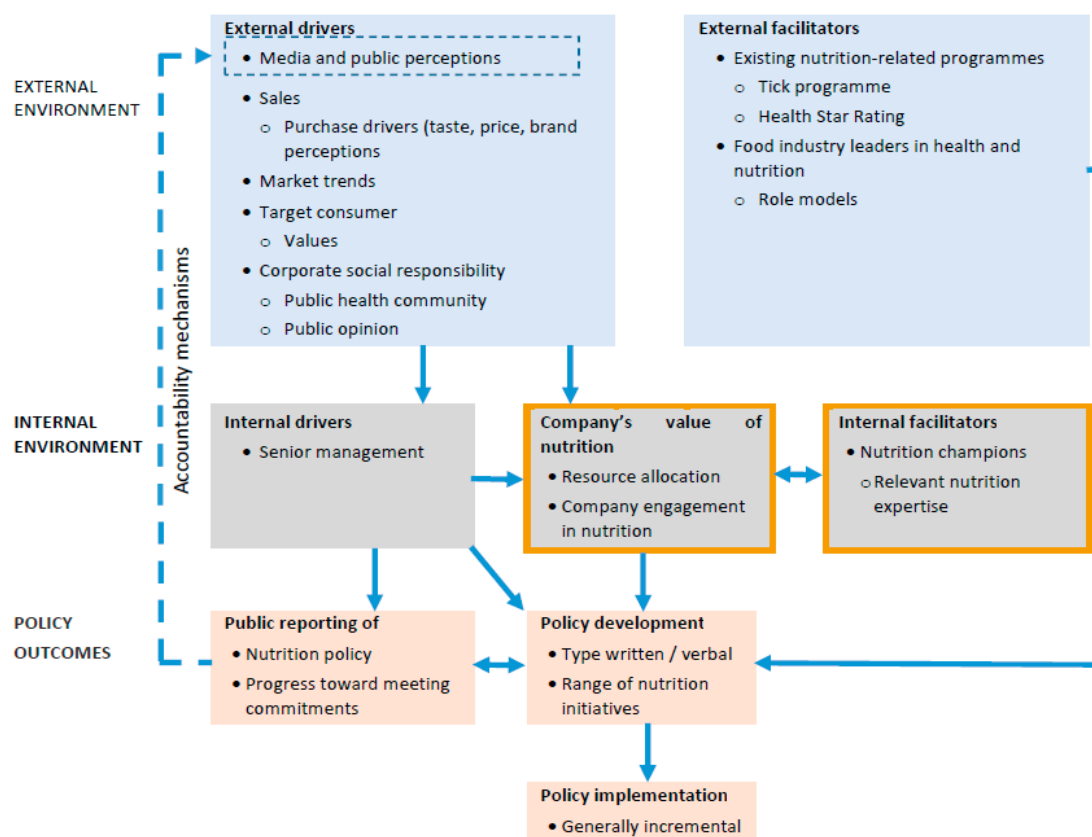 EXTERNAL
ENVIRONMENT
Accountability mechanisms
External drivers
• Media and public perceptions
• Sales
o Purchase drivers (taste, price, brand
perceptions
• Market trends
• Target consumer
o Values
• Corporate social responsibility
o Public health community
o Public opinion
External facilitators
• Existing nutrition-related programmes
o Tick programme
o Health Star Rating
• Food industry leaders in health and
nutrition
o Role models
INTERNAL
ENVIRONMENT
Internal drivers
• Senior management
Company's value of
nutrition
• Resource allocation
• Company engagement
in nutrition
Internal facilitators
• Nutrition champions
o Relevant nutrition
expertise
POLICY
OUTCOMES
Public reporting of
• Nutrition policy
• Progress toward meeting
commitments
Policy development
• Type written / verbal
• Range of nutrition
initiatives
Policy implementation
• Generally incremental